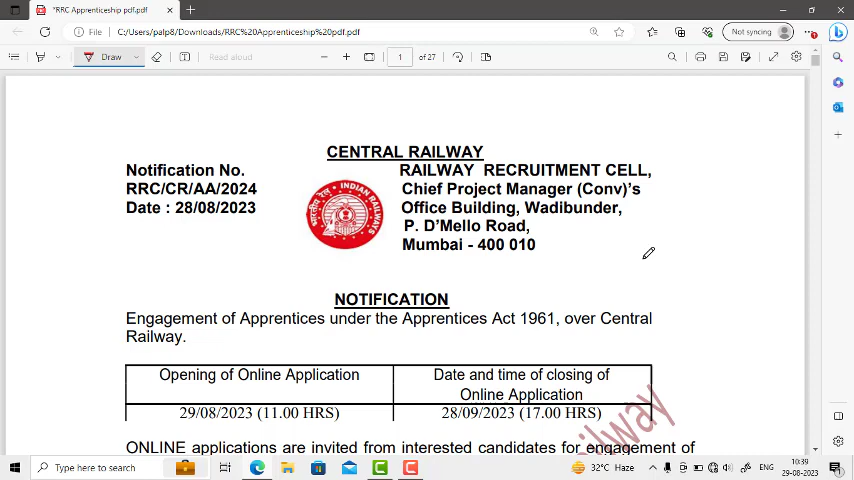 *RRC Apprenticeship pdf.pdf
File C:/Users/palp8/Downloads/RRC%20Apprenticeship%20pdf.pdf Not syncing
Draw Read aloud 1 of 27
CENTRAL RAILWAY
Notification No.
RRC/CR/AA/2024
Date : 28/08/2023
भारतीय रेल INDIAN RAILWAYS
RAILWAY RECRUITMENT CELL,
Chief Project Manager (Conv)'s
Office Building, Wadibunder,
P. D'Mello Road,
Mumbai - 400 010
NOTIFICATION
Engagement of Apprentices under the Apprentices Act 1961, over Central
Railway.
Opening of Online Application
Date and time of closing of
Online Application
29/08/2023 (11.00 HRS) 28/09/2023 (17.00 HRS)
ilway
ONLINE applications are invited from interested candidates for engagement of
Type here to search 32°C Haze ENG 10:39
29-08-2023